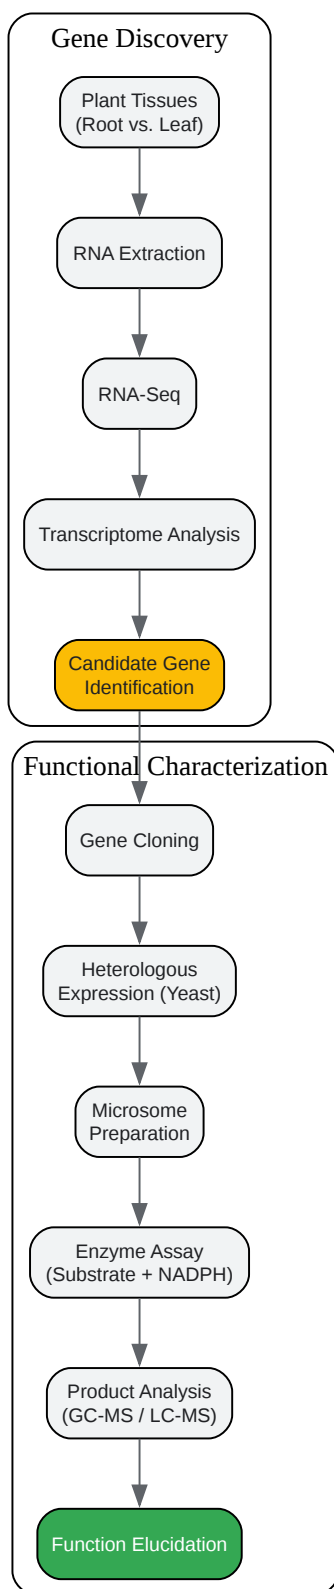 Gene Discovery
Plant Tissues
(Root vs. Leaf)
RNA Extraction
RNA-Seq
Transcriptome Analysis
Candidate Gene
Identification
Functional Characterization
Gene Cloning
Heterologous
Expression (Yeast)
Microsome
Preparation
Enzyme Assay
(Substrate + NADPH)
Product Analysis
(GC-MS / LC-MS)
Function Elucidation